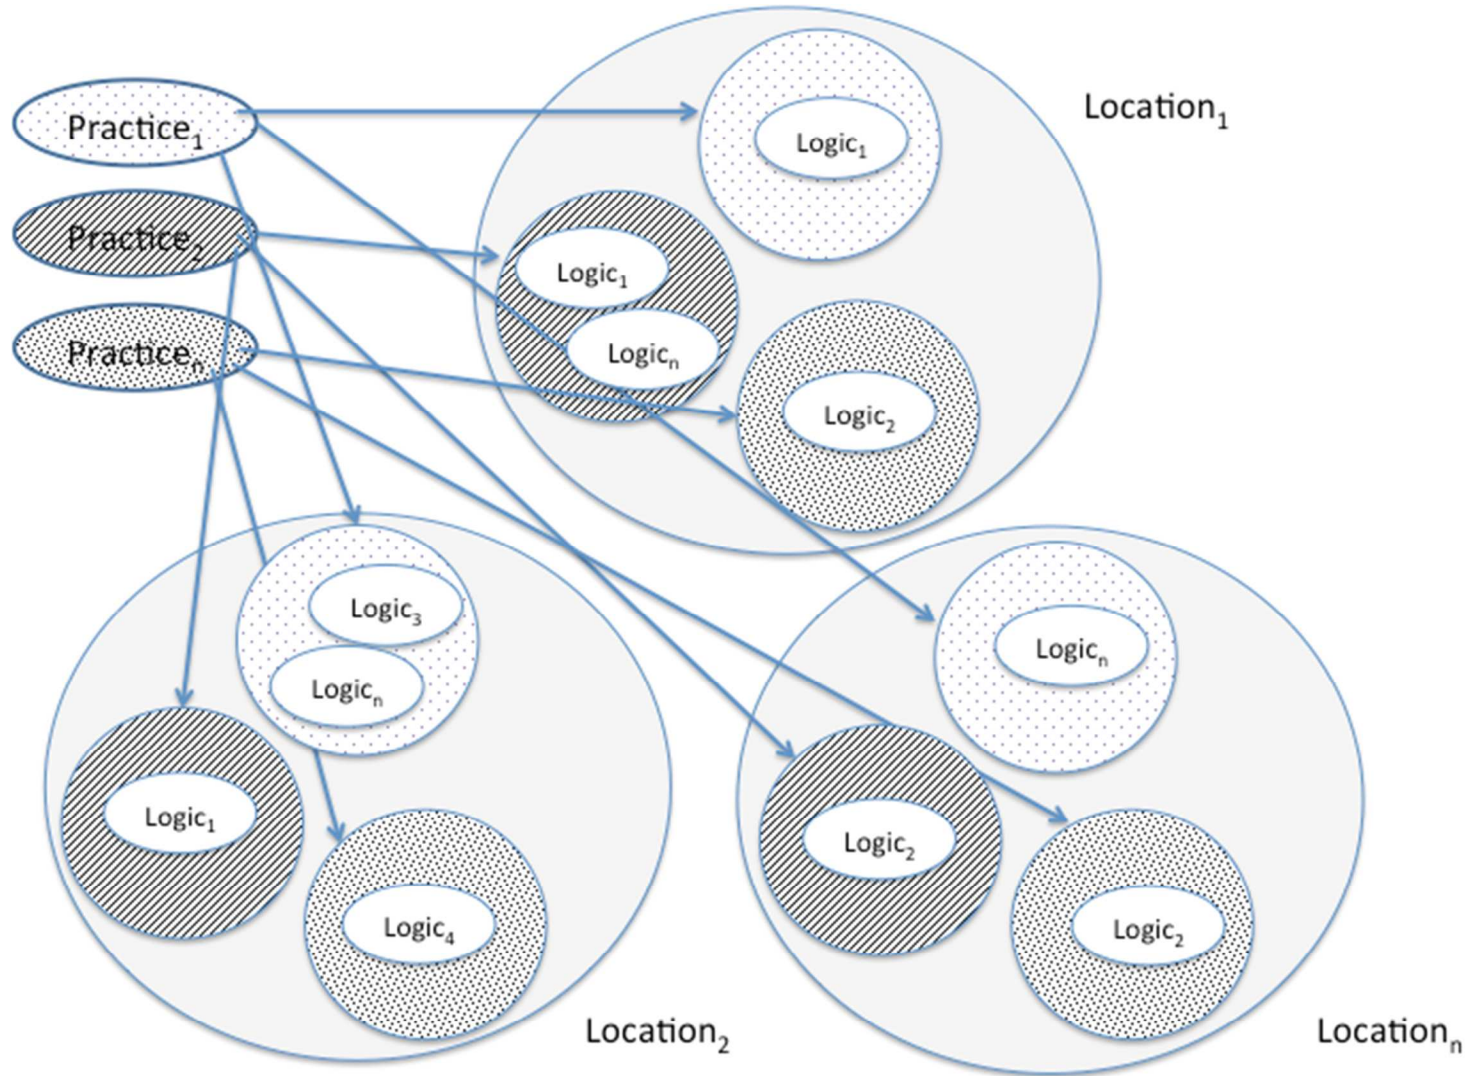 Practice₁
Practice₂
Practiceₙ
Location₁
Logic₁
Logic₁
Logicₙ
Logic₂
Logic₃
Logicₙ
Logic₁
Logic₄
Location₂
Logicₙ
Logic₂
Logic₂
Locationₙ